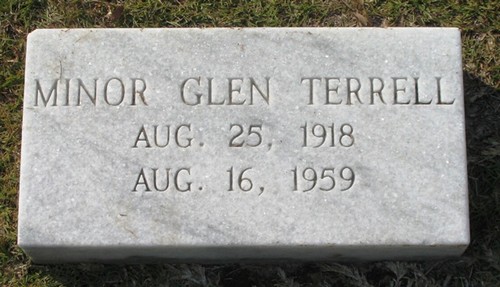 MINOR GLEN TERRELL
AUG. 25, 1918
AUG. 16, 1959